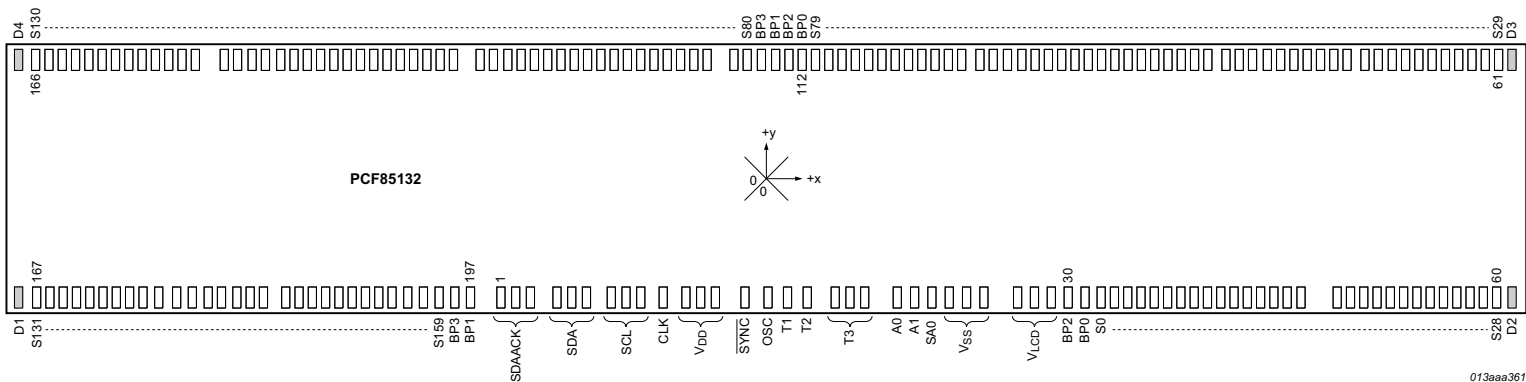 D4
S130
S80
BP3
BP1
BP2
BP0
S79
S29
D3
166
112
61
+y
PCF85132
0
0
+x
167
197
1
30
60
D1
S131
S159
BP3
BP1
SDAACK
SDA
SCL
CLK
VDD
SYNC
OSC
T1
T2
T3
A0
A1
SA0
VSS
VLCD
BP2
BP0
S0
S28
D2
013aaa361